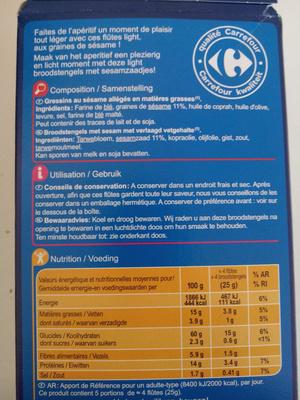 Faites de l'apéritif un moment de plaisir
tout léger avec ces flûtes light,
aux graines de sésame !
Maak van het aperitief een plezierig
en licht moment met deze light
broodstengels met sesamzaadjes!
qualité Carrefour
Carrefour kwaliteit
Composition / Samenstelling
Gressins au sésame allégés en matières grasses(1).
Ingrédients : Farine de blé, graines de sésame 11%, huile de coprah, huile d'olive,
levure, sel, farine de blé malté.
Peut contenir des traces de lait et de soja.
Broodstengels met sesam met verlaagd vetgehalte(1).
Ingrediënten: Tarwebloem, sesamzaad 11%, kopraolie, olijfolie, gist, zout,
tarwemoutmeel.
Kan sporen van melk en soja bevatten.
Utilisation / Gebruik
Conseils de conservation : A conserver dans un endroit frais et sec. Après
ouverture, afin que ces flûtes gardent toute leur saveur, nous vous conseillons de les
conserver dans un emballage hermétique. A conserver de préférence avant : voir sur
le dessous de la boîte.
Bewaaradvies: Koel en droog bewaren. Wij raden u aan deze broodstengels na
opening te bewaren in een luchtdichte doos om hun smaak te behouden.
Ten minste houdbaar tot: zie onderkant doos.
Nutrition / Voeding
Valeurs énergétique et nutritionnelles moyennes pour/
Gemiddelde energie-en voedingswaarden per
100 g
= 4 flûtes
= 4 broodstengels
(25 g)
% AR
% RI
Energie
1866 kJ
444 kcal
467 kJ
111 kcal
6%
Matières grasses / Vetten
15 g
3.8 g
5%
dont saturés / waarvan verzadigde
3.9 g
1 g
5%
Glucides / Koolhydraten
60 g
15 g
6%
dont sucres / waarvan suikers
2.3 g
0.6 g
<1%
Fibres alimentaires / Vezels
5.9 g
1.5 g
Protéines / Eiwitten
14 g
3.4 g
7%
Sel / Zout
1.7 g
0.41 g
7%
AR: Apport de Référence pour un adulte-type (8400 kJ/2000 kcal), par jour.
Ce produit contient 5 portions de = 4 flûtes (25g).